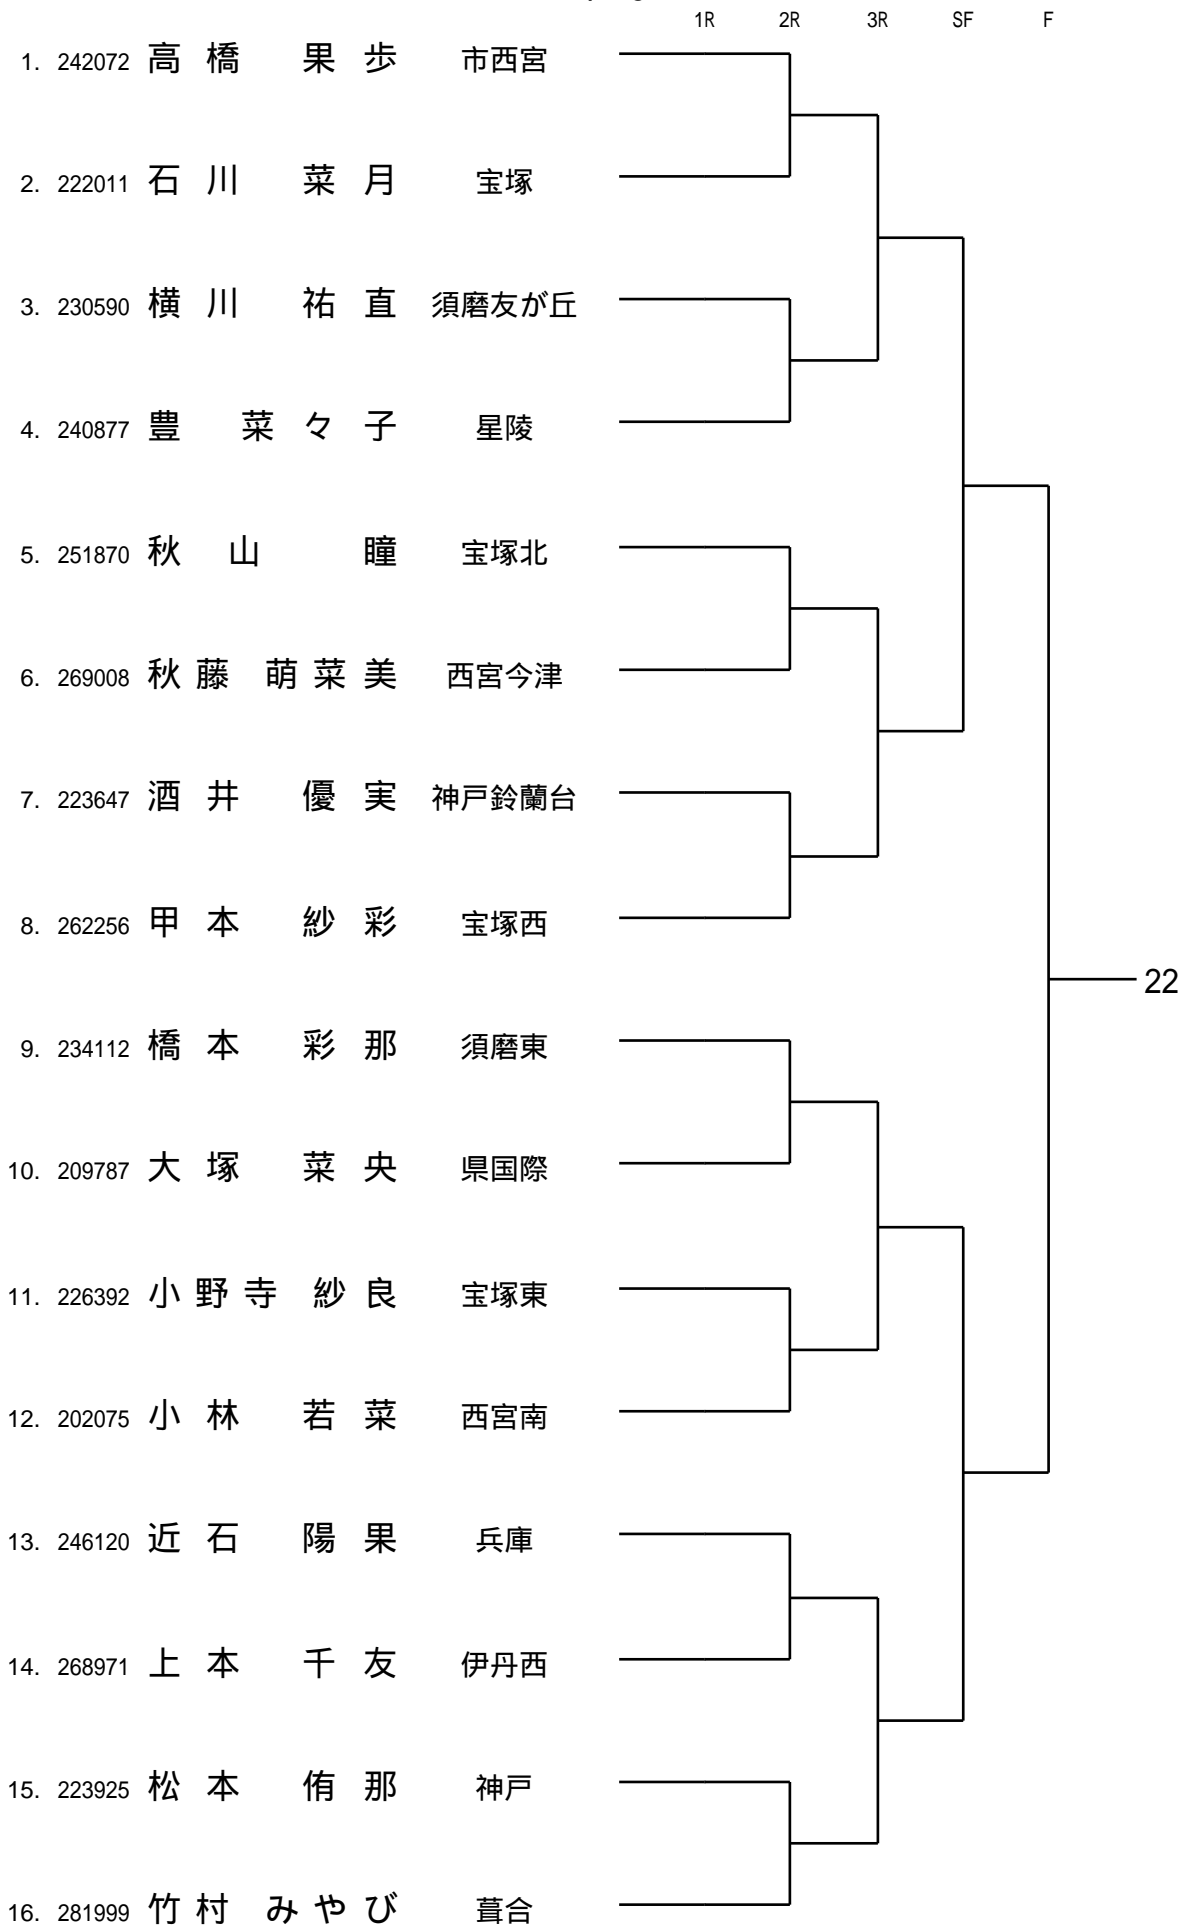 1R 2R 3R SF F
1. 242072 高橋 果歩 市西宮
2. 222011 石川 菜月 宝塚
3. 230590 横川 祐直 須磨友が丘
4. 240877 豊 菜々子 星陵
5. 251870 秋山 瞳 宝塚北
6. 269008 秋藤 萌菜美 西宮今津
7. 223647 酒井 優実 神戸鈴蘭台
8. 262256 甲本 紗彩 宝塚西
22
9. 234112 橋本 彩那 須磨東
10. 209787 大塚 菜央 県国際
11. 226392 小野寺 紗良 宝塚東
12. 202075 小林 若菜 西宮南
13. 246120 近石 陽果 兵庫
14. 268971 上本 千友 伊丹西
15. 223925 松本 侑那 神戸
16. 281999 竹村 みやび 葺合